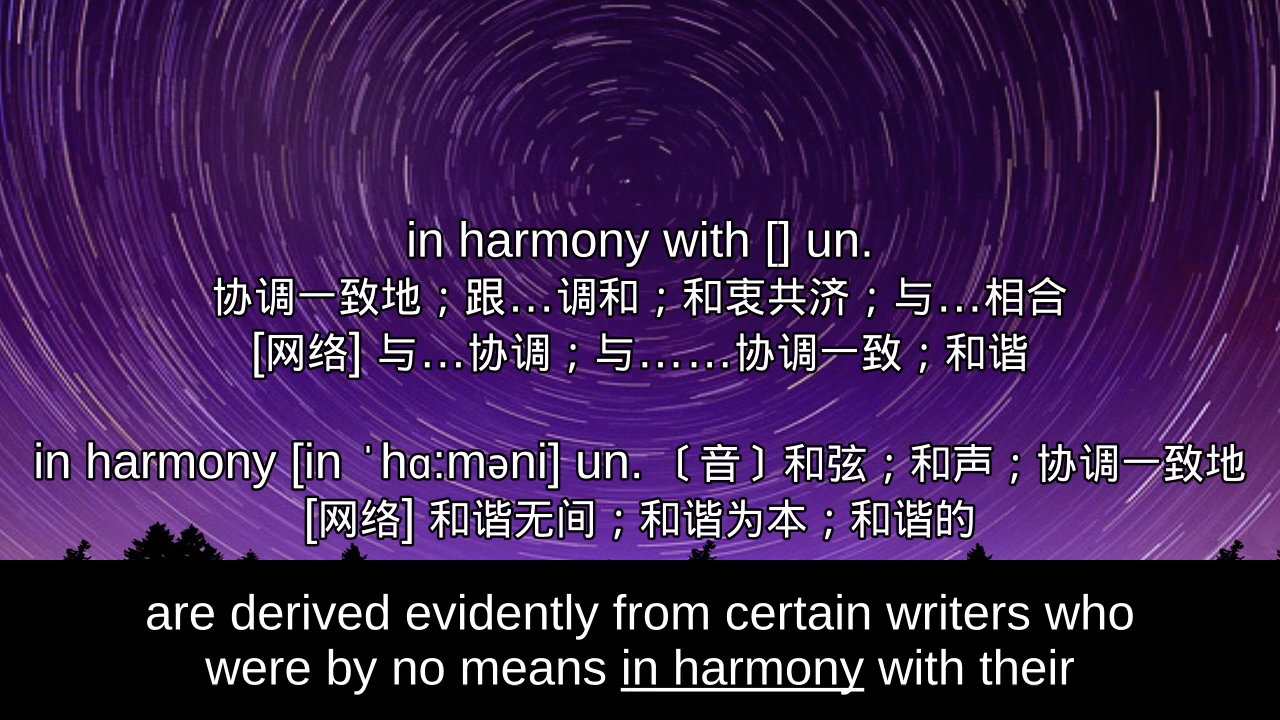 in harmony with [] un.
协调一致地；跟…调和；和衷共济；与…相合
[网络] 与…协调；与……协调一致；和谐
in harmony [in ˈhɑ:məni] un.〔音〕和弦；和声；协调一致地
[网络] 和谐无间；和谐为本；和谐的
are derived evidently from certain writers who
were by no means in harmony with their